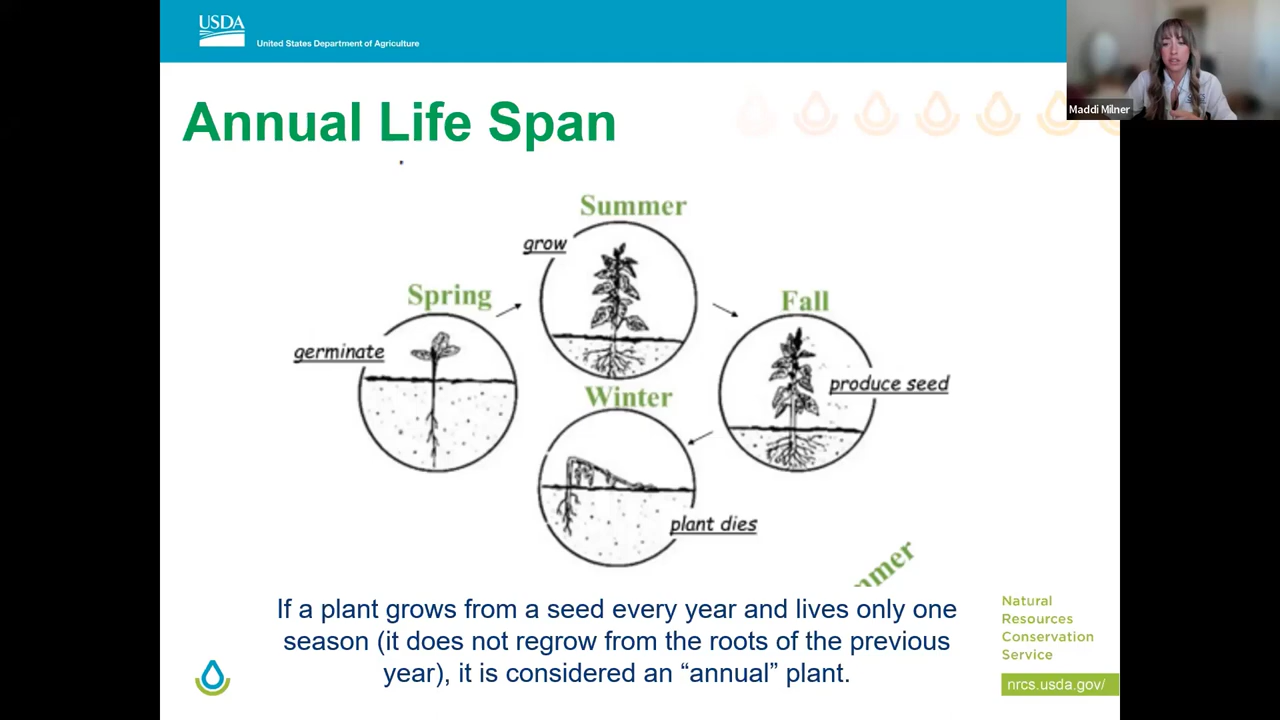 USDA
United States Department of Agriculture
Maddi Milner
Annual Life Span
Summer
grow
Spring
Fall
germinate
produce seed
Winter
plant dies
mmer
If a plant grows from a seed every year and lives only one
season (it does not regrow from the roots of the previous
year), it is considered an “annual” plant.
Natural
Resources
Conservation
Service
nrcs.usda.gov/